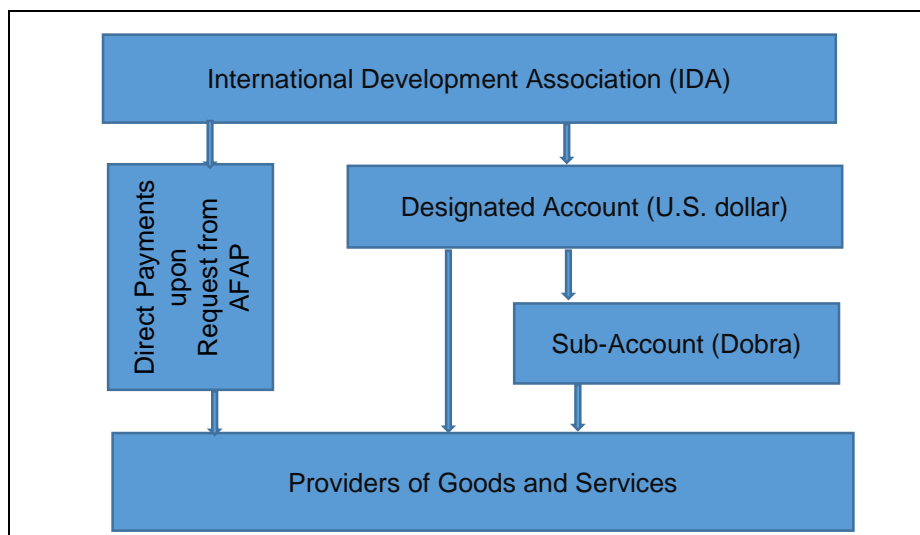 International Development Association (IDA)
Direct Payments
upon
Request from
AFAP
Designated Account (U.S. dollar)
Sub-Account (Dobra)
Providers of Goods and Services